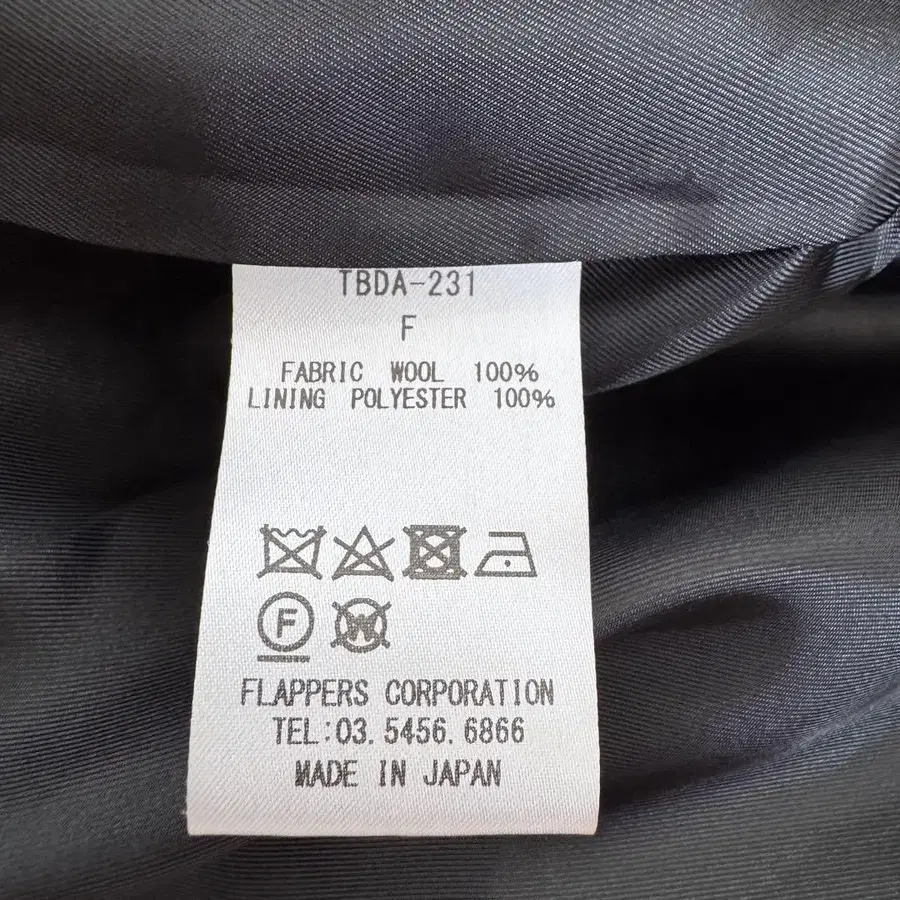 TBDA-231
F
FABRIC WOOL 100%
LINING POLYESTER 100%
F W
FLAPPERS CORPORATION
TEL:03.5456.6866
MADE IN JAPAN